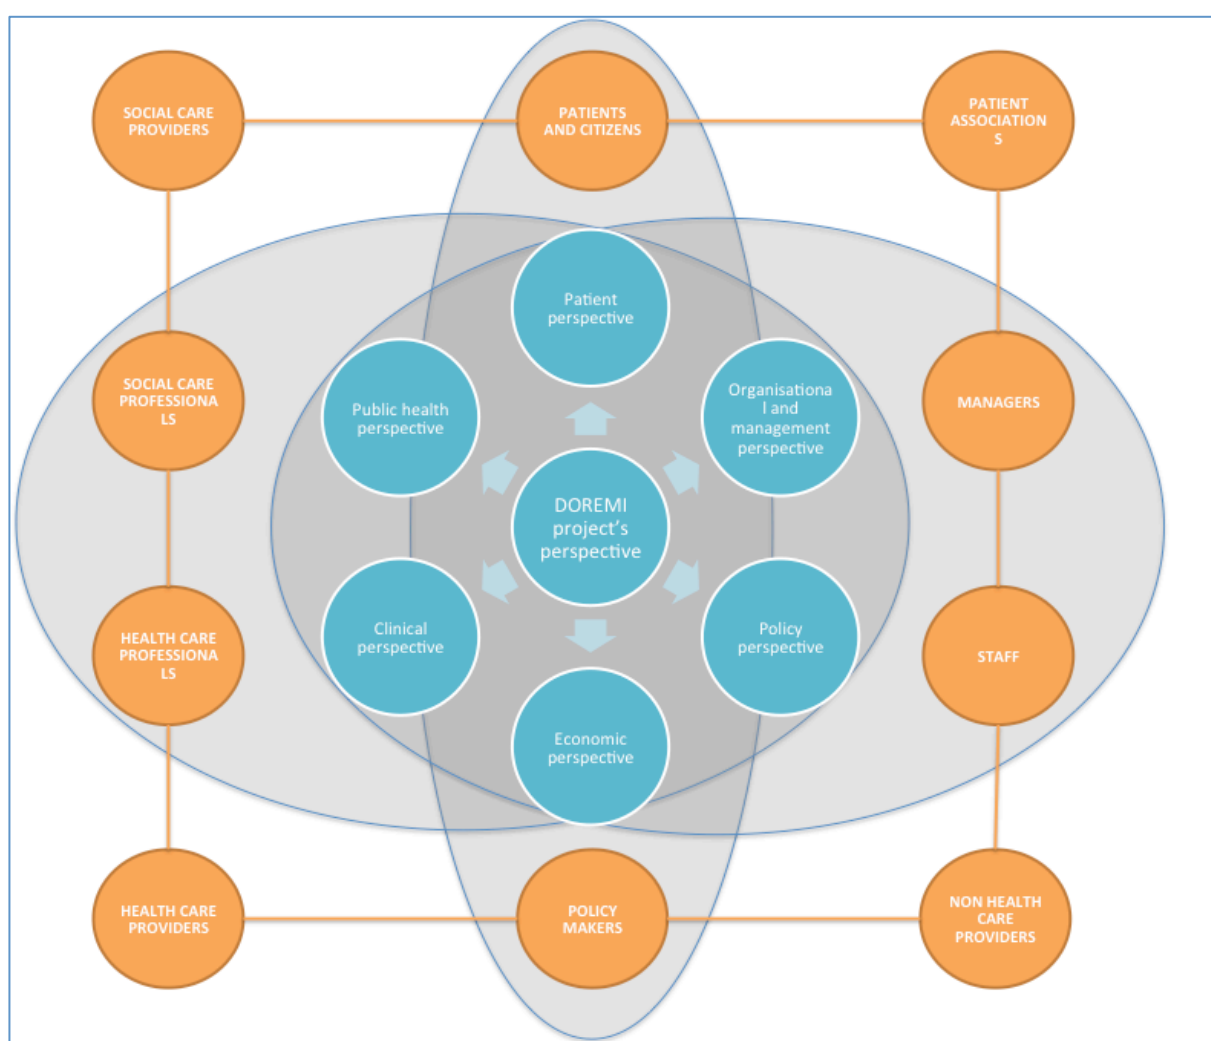 SOCIAL CARE
PROVIDERS
PATIENTS
AND CITIZENS
PATIENT
ASSOCIATION
S
Patient
perspective
SOCIAL CARE
PROFESSIONA
LS
Public health
perspective
Organisationa
l and
management
perspective
MANAGERS
DOREMI
project’s
perspective
HEALTH CARE
PROFESSIONA
LS
Clinical
perspective
Policy
perspective
STAFF
Economic
perspective
HEALTH CARE
PROVIDERS
POLICY
MAKERS
NON HEALTH
CARE
PROVIDERS